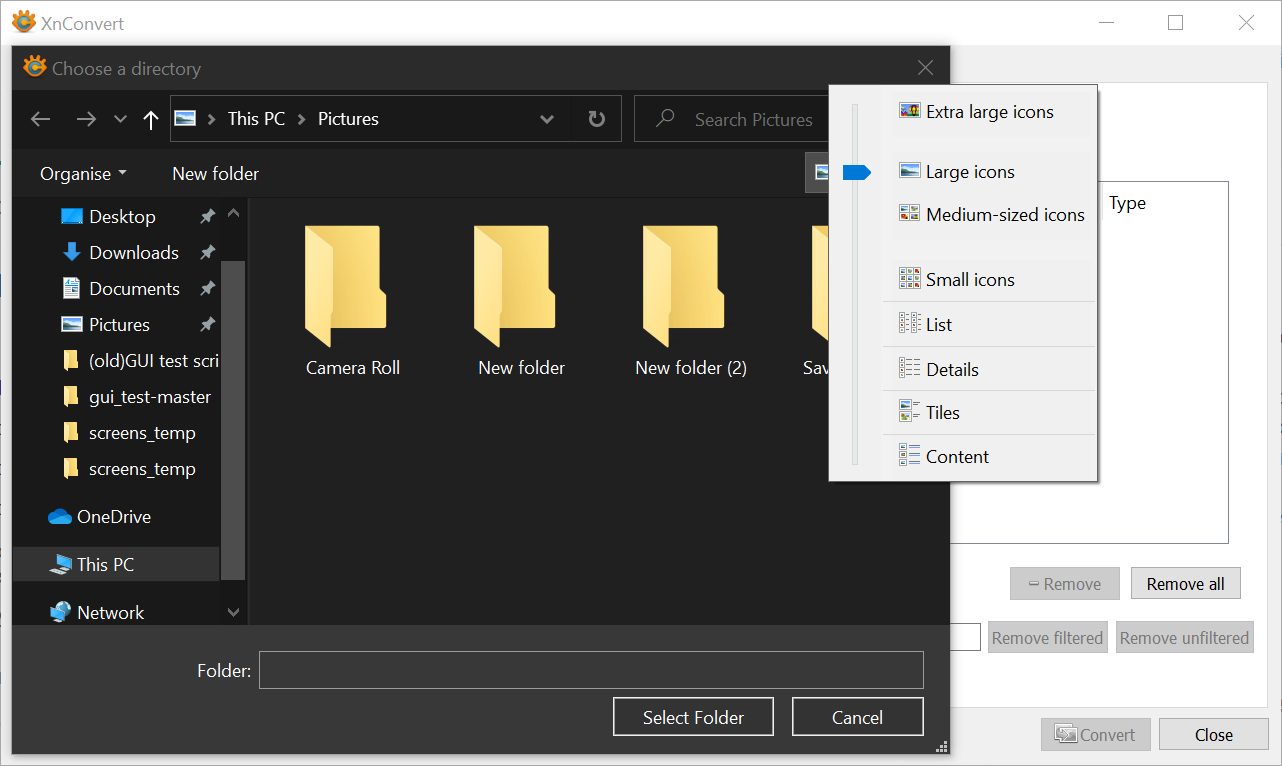 XnConvert
Choose a directory
This PC
Pictures
Search Pictures
Organise
New folder
Desktop
Downloads
Documents
Pictures
(old)GUI test scri
gui_test-master
screens_temp
screens_temp
OneDrive
This PC
Network
Camera Roll
New folder
New folder (2)
Sav
Extra large icons
Large icons
Medium-sized icons
Small icons
List
Details
Tiles
Content
Type
Remove
Remove all
Remove filtered
Remove unfiltered
Folder:
Select Folder
Cancel
Convert
Close